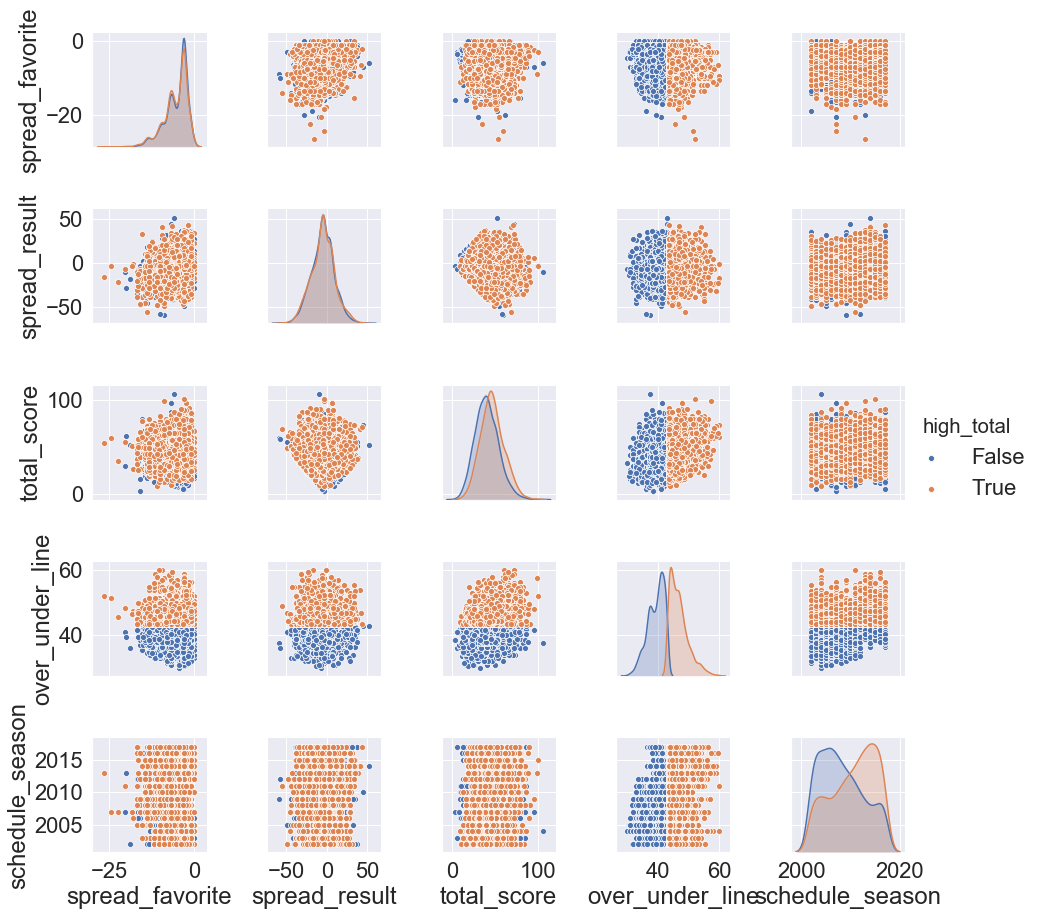 spread_favorite
0
−20
spread_result
50
0
−50
total_score
100
0
high_total
False
True
over_under_line
60
40
schedule_season
2015
2010
2005
−25 0 −50 0 50 0 100 40 60 2000 2020
spread_favorite spread_result total_score over_under_line schedule_season